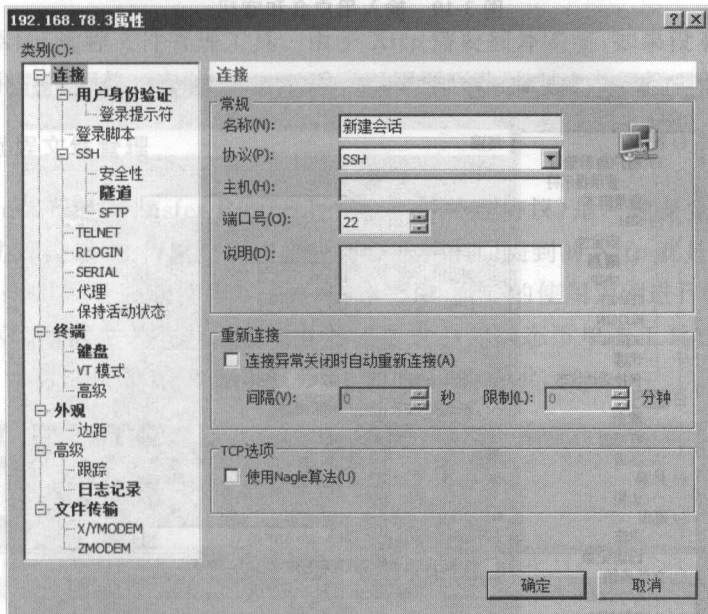 192.168.78.3属性
类别(C):
连接
用户身份验证
登录提示符
登录脚本
SSH
安全性
隧道
SFTP
TELNET
RLOGIN
SERIAL
代理
保持活动状态
终端
键盘
VT 模式
高级
外观
边距
高级
跟踪
日志记录
文件传输
X/YMODEM
ZMODEM
连接
常规
名称(N): 新建会话
协议(P): SSH
主机(H):
端口号(O): 22
说明(D):
重新连接
连接异常关闭时自动重新连接(A)
间隔(V): 0 秒 限制(L): 0 分钟
TCP选项
使用Nagle算法(U)
确定 取消